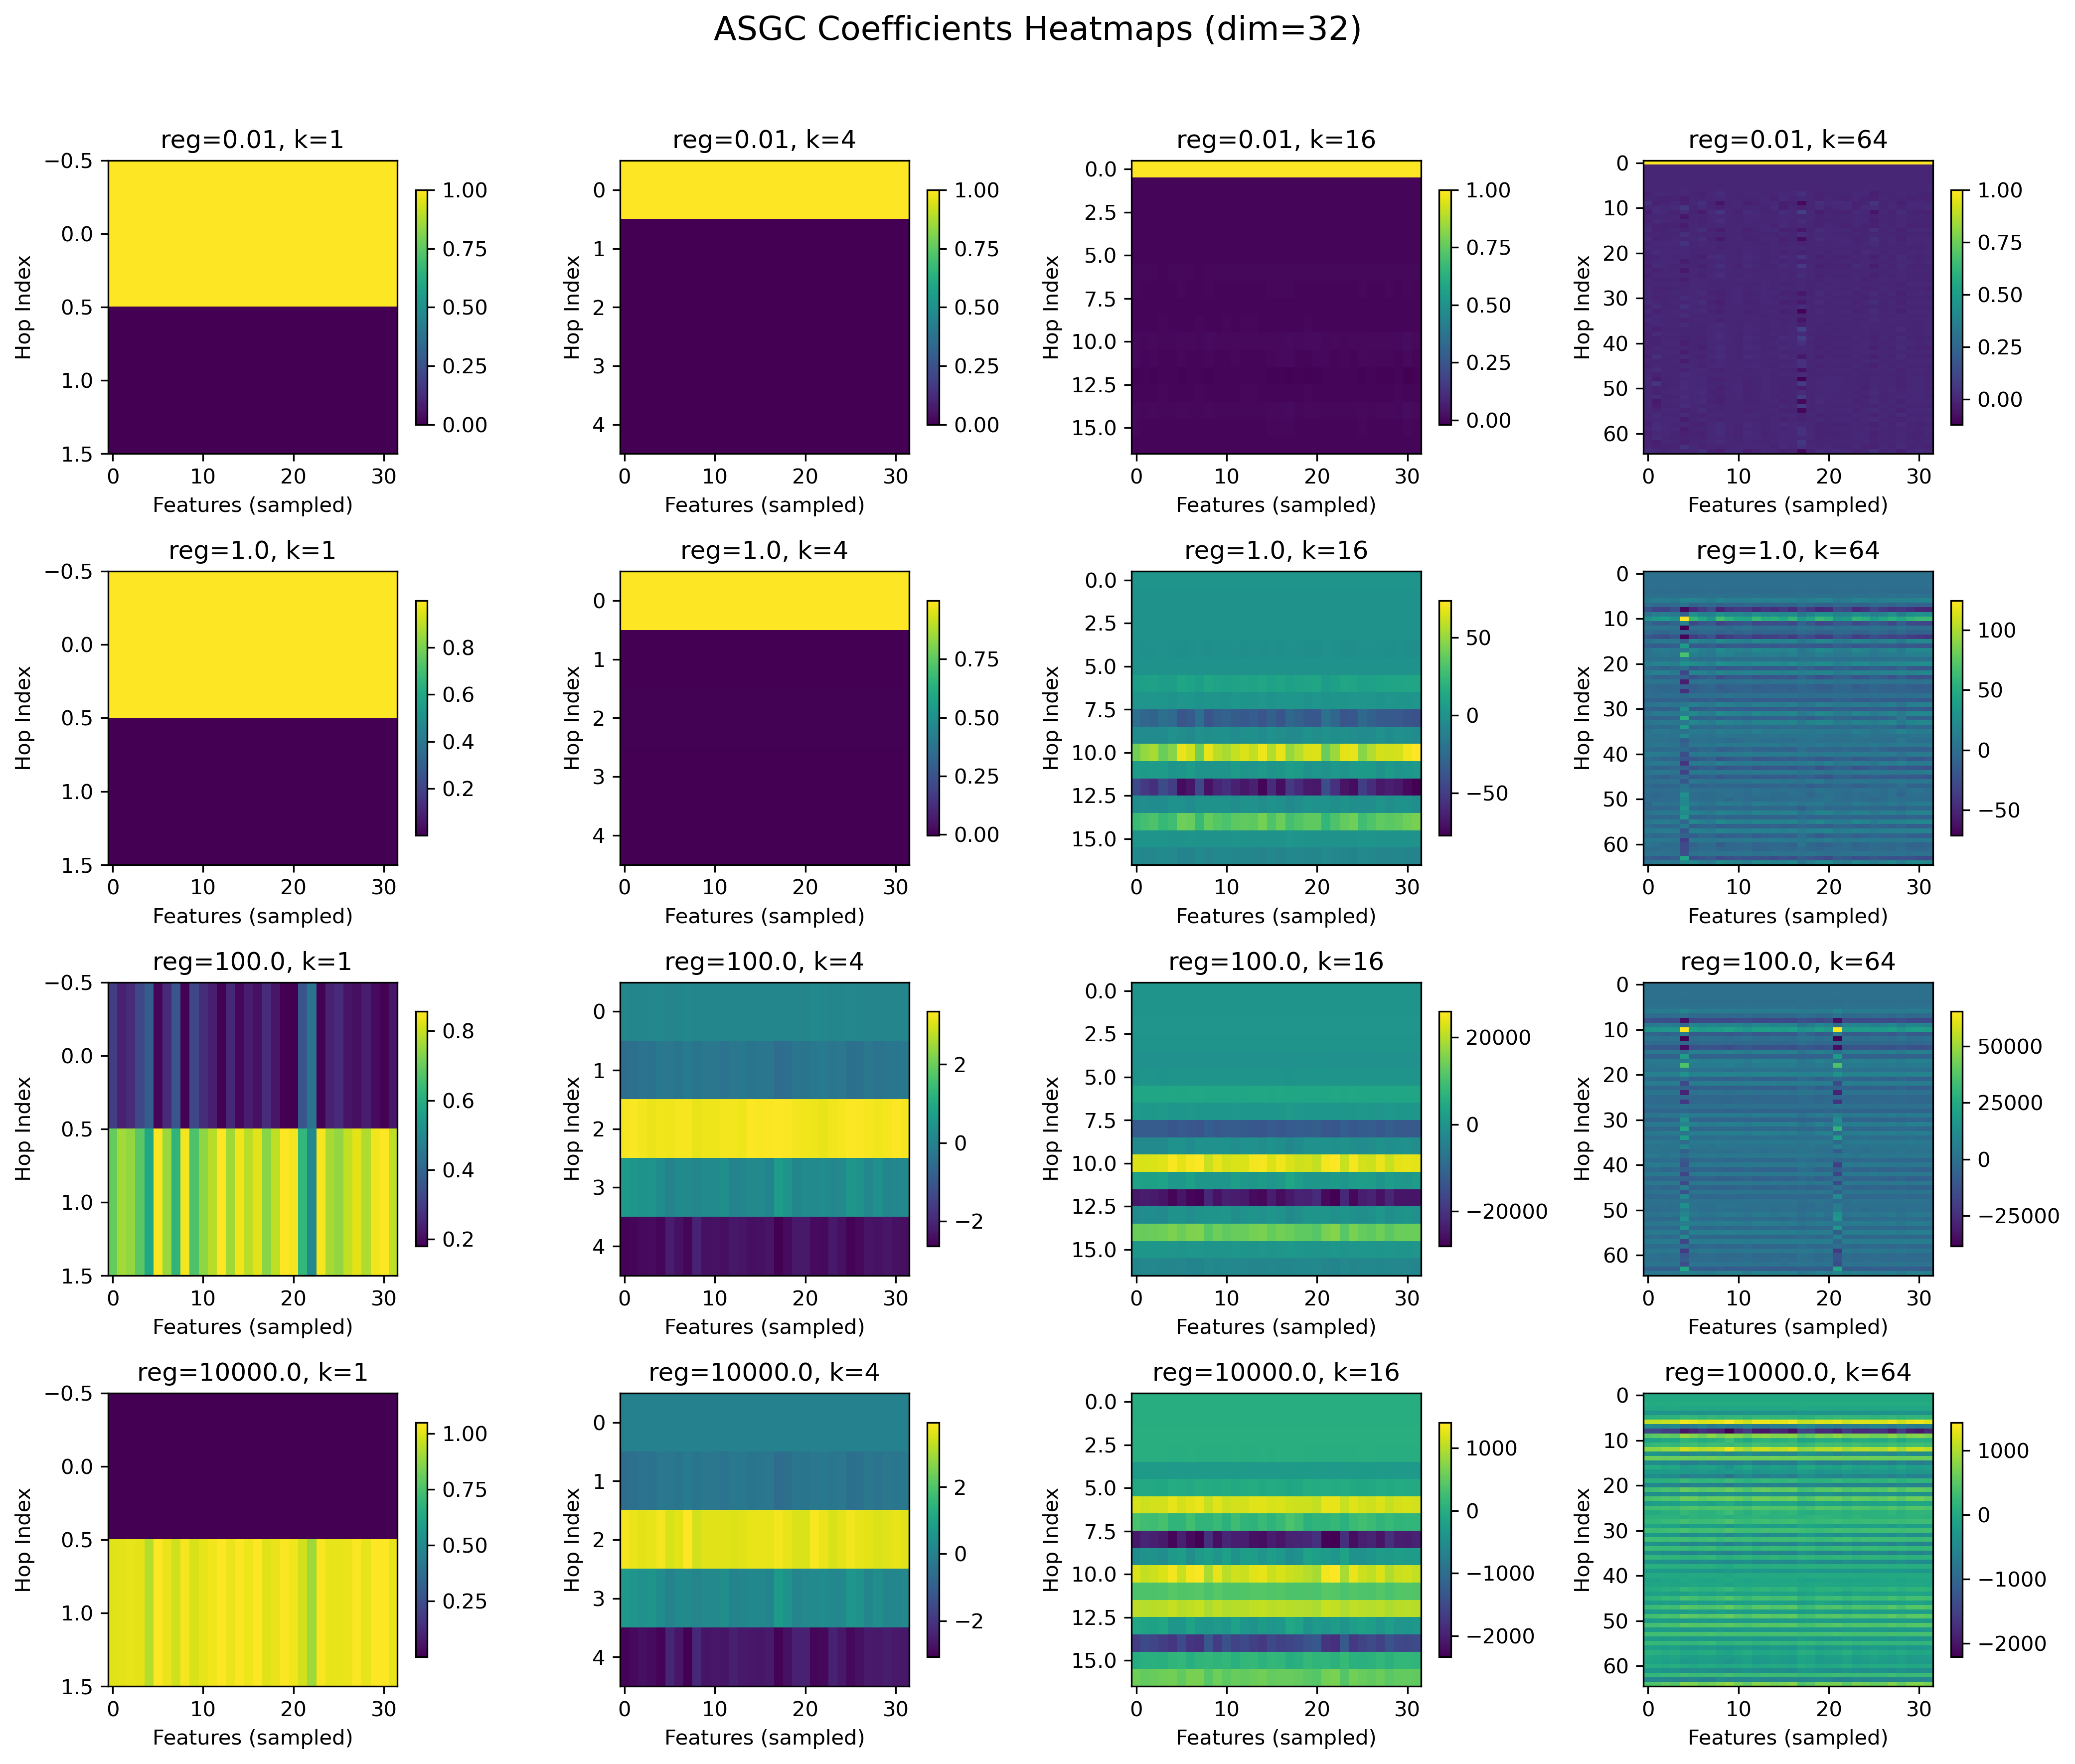 ASGC Coefficients Heatmaps (dim=32)
reg=0.01, k=1
−0.5
0.0
0.5
1.0
1.5
Hop Index
0 10 20 30
Features (sampled)
1.00
0.75
0.50
0.25
0.00
reg=0.01, k=4
0
1
2
3
4
Hop Index
0 10 20 30
Features (sampled)
1.00
0.75
0.50
0.25
0.00
reg=0.01, k=16
0.0
2.5
5.0
7.5
10.0
12.5
15.0
Hop Index
0 10 20 30
Features (sampled)
1.00
0.75
0.50
0.25
0.00
reg=0.01, k=64
0
10
20
30
40
50
60
Hop Index
0 10 20 30
Features (sampled)
1.00
0.75
0.50
0.25
0.00
reg=1.0, k=1
−0.5
0.0
0.5
1.0
1.5
Hop Index
0 10 20 30
Features (sampled)
0.8
0.6
0.4
0.2
reg=1.0, k=4
0
1
2
3
4
Hop Index
0 10 20 30
Features (sampled)
0.75
0.50
0.25
0.00
reg=1.0, k=16
0.0
2.5
5.0
7.5
10.0
12.5
15.0
Hop Index
0 10 20 30
Features (sampled)
50
0
−50
reg=1.0, k=64
0
10
20
30
40
50
60
Hop Index
0 10 20 30
Features (sampled)
100
50
0
−50
reg=100.0, k=1
−0.5
0.0
0.5
1.0
1.5
Hop Index
0 10 20 30
Features (sampled)
0.8
0.6
0.4
0.2
reg=100.0, k=4
0
1
2
3
4
Hop Index
0 10 20 30
Features (sampled)
2
0
−2
reg=100.0, k=16
0.0
2.5
5.0
7.5
10.0
12.5
15.0
Hop Index
0 10 20 30
Features (sampled)
20000
0
−20000
reg=100.0, k=64
0
10
20
30
40
50
60
Hop Index
0 10 20 30
Features (sampled)
50000
25000
0
−25000
reg=10000.0, k=1
−0.5
0.0
0.5
1.0
1.5
Hop Index
0 10 20 30
Features (sampled)
1.00
0.75
0.50
0.25
reg=10000.0, k=4
0
1
2
3
4
Hop Index
0 10 20 30
Features (sampled)
2
0
−2
reg=10000.0, k=16
0.0
2.5
5.0
7.5
10.0
12.5
15.0
Hop Index
0 10 20 30
Features (sampled)
1000
0
−1000
−2000
reg=10000.0, k=64
0
10
20
30
40
50
60
Hop Index
0 10 20 30
Features (sampled)
1000
0
−1000
−2000